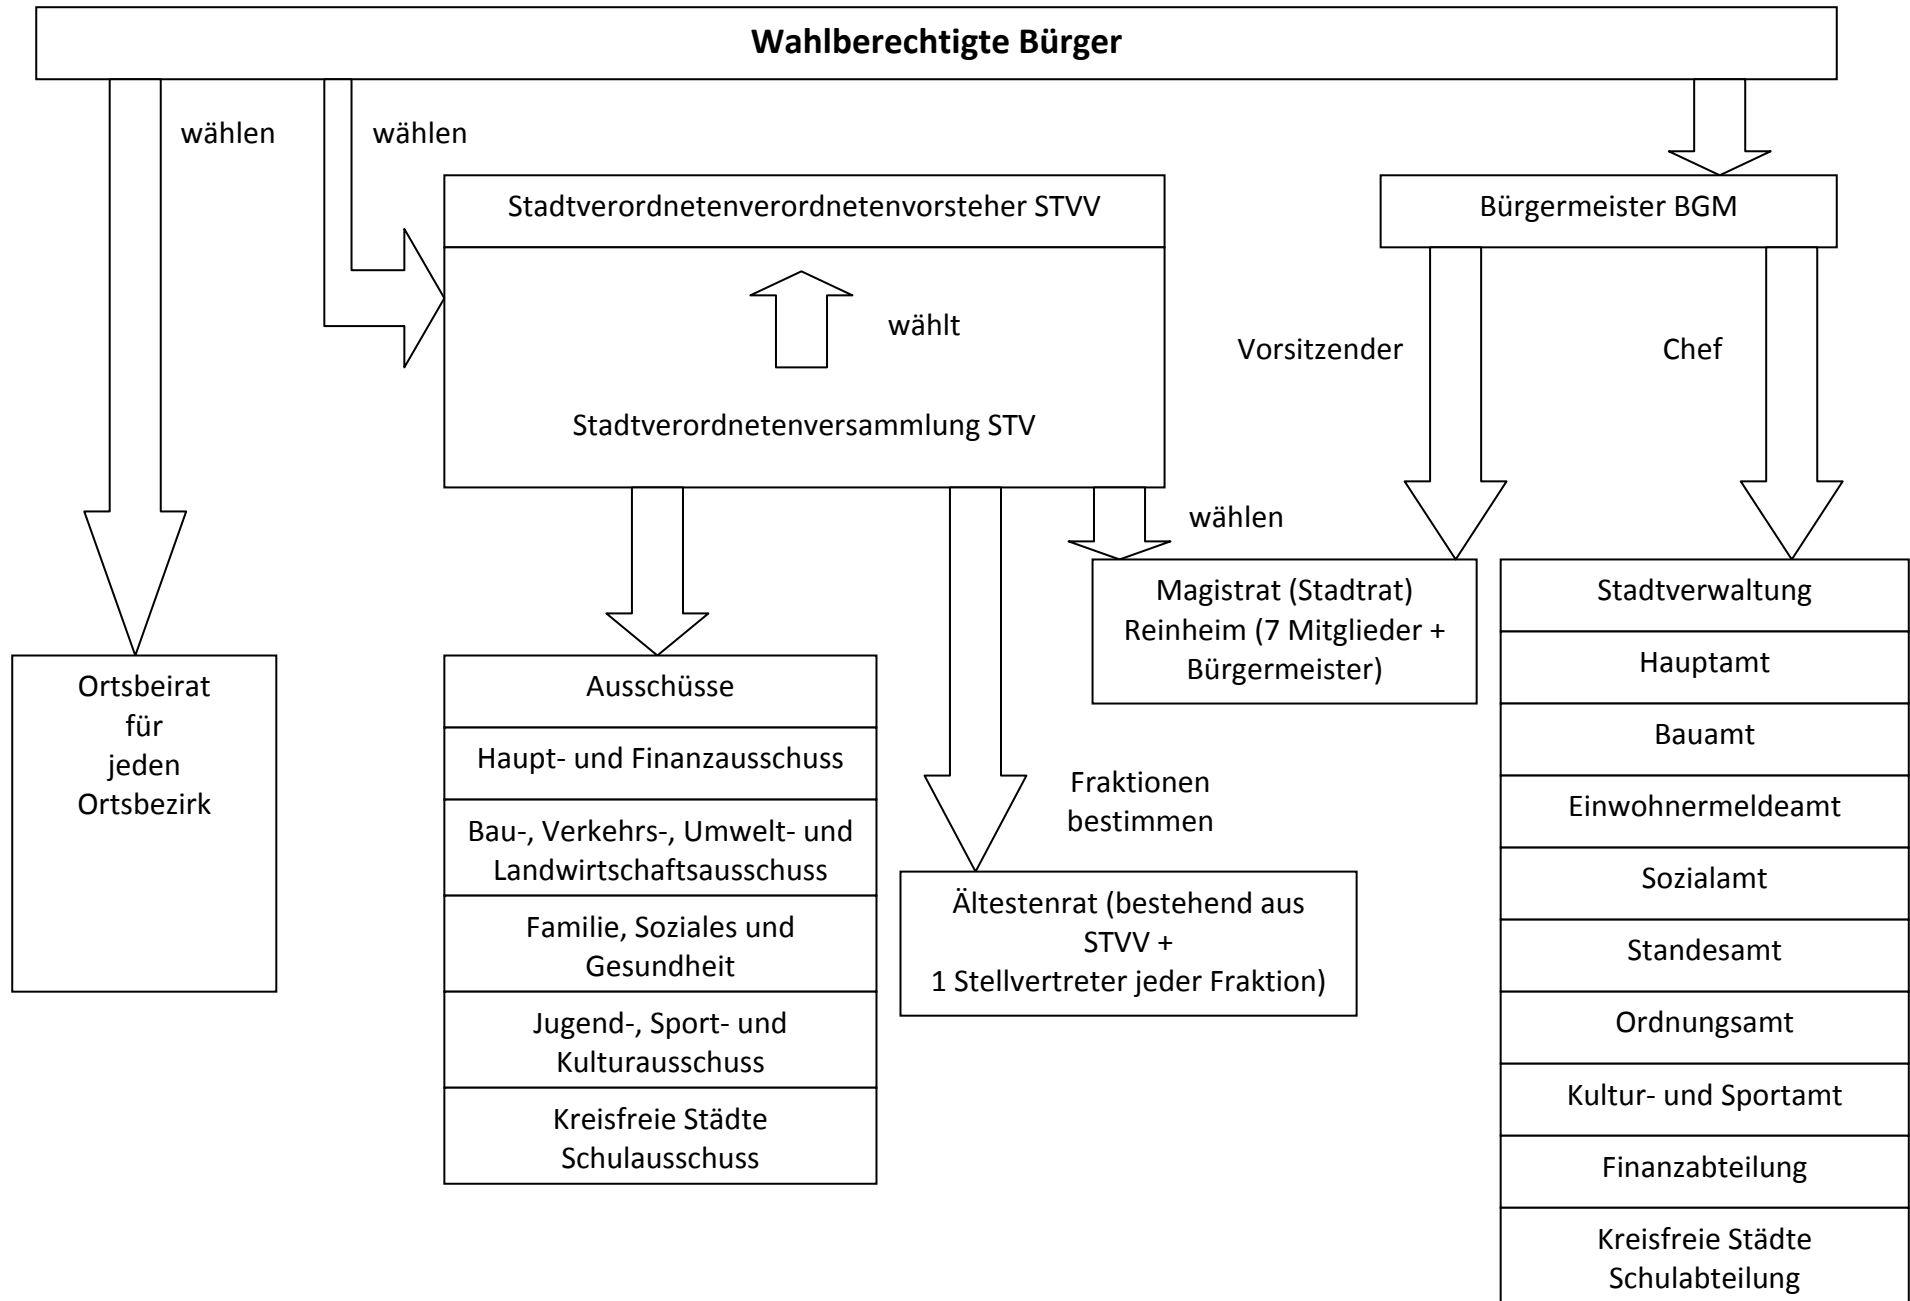 Wahlberechtigte Bürger
wählen
wählen
Stadtverordnetenverordnetenvorsteher STVV
wählt
Stadtverordnetenversammlung STV
Bürgermeister BGM
Vorsitzender
Chef
wählen
Ortsbeirat
für
jeden
Ortsbezirk
Ausschüsse
Haupt- und Finanzausschuss
Bau-, Verkehrs-, Umwelt- und
Landwirtschaftsausschuss
Familie, Soziales und
Gesundheit
Jugend-, Sport- und
Kulturausschuss
Kreisfreie Städte
Schulausschuss
Fraktionen
bestimmen
Ältestenrat (bestehend aus
STVV +
1 Stellvertreter jeder Fraktion)
Magistrat (Stadtrat)
Reinheim (7 Mitglieder +
Bürgermeister)
Stadtverwaltung
Hauptamt
Bauamt
Einwohnermeldeamt
Sozialamt
Standesamt
Ordnungsamt
Kultur- und Sportamt
Finanzabteilung
Kreisfreie Städte
Schulabteilung